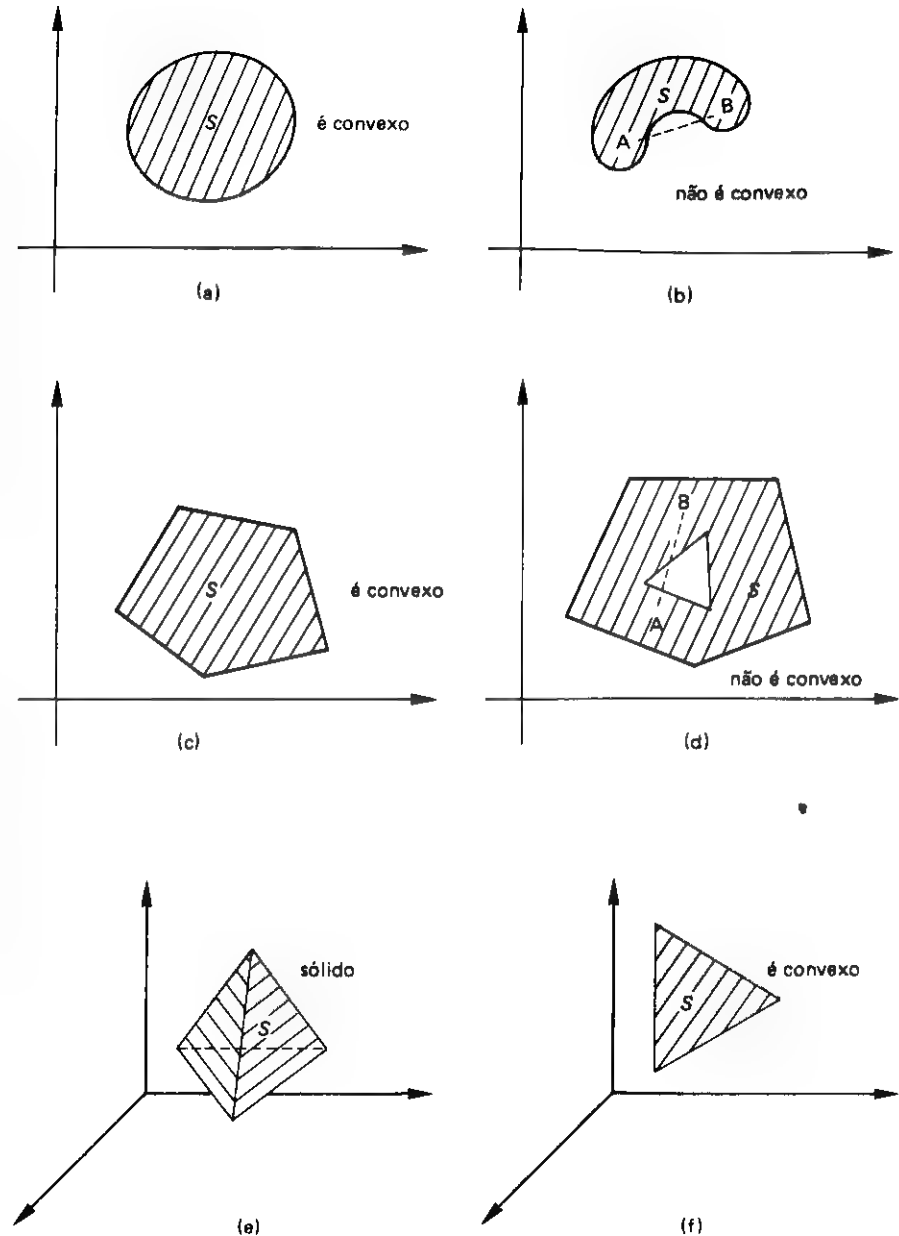 S
é convexo
(a)
S
B
A
não é convexo
(b)
S
é convexo
(c)
B
S
A
não é convexo
(d)
sólido
S
(e)
é convexo
S
(f)